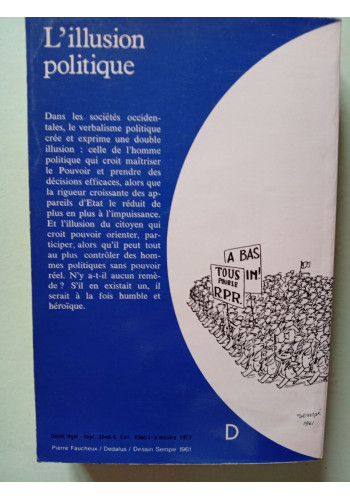 L'illusion
politique
Dans les sociétés occiden-
tales, le verbalisme politique
crée et exprime une double
illusion : celle de l'homme
politique qui croit maîtriser
le Pouvoir et prendre des
décisions efficaces, alors que
la rigueur croissante des ap-
pareils d'Etat le réduit de
plus en plus à l'impuissance.
Et l'illusion du citoyen qui
croit pouvoir orienter, par-
ticiper, alors qu'il peut tout
au plus contrôler des hom-
mes politiques sans pouvoir
réel. N'y a-t-il aucun remè-
de ? S'il en existait un, il
serait à la fois humble et
héroïque.
A BAS
TOUS
POUR LE
RPR
IN!
sempé
1961
D
Pierre Faucheux / Dedalus / Dessin Sempé 1961